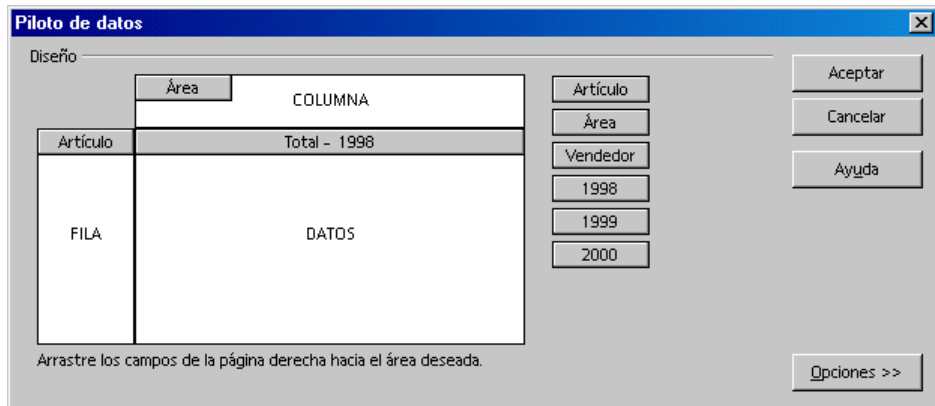 Piloto de datos
Diseño
Área
COLUMNA
Artículo
Total - 1998
FILA
DATOS
Artículo
Área
Vendedor
1998
1999
2000
Aceptar
Cancelar
Ayuda
Arrastre los campos de la página derecha hacia el área deseada.
Opciones >>